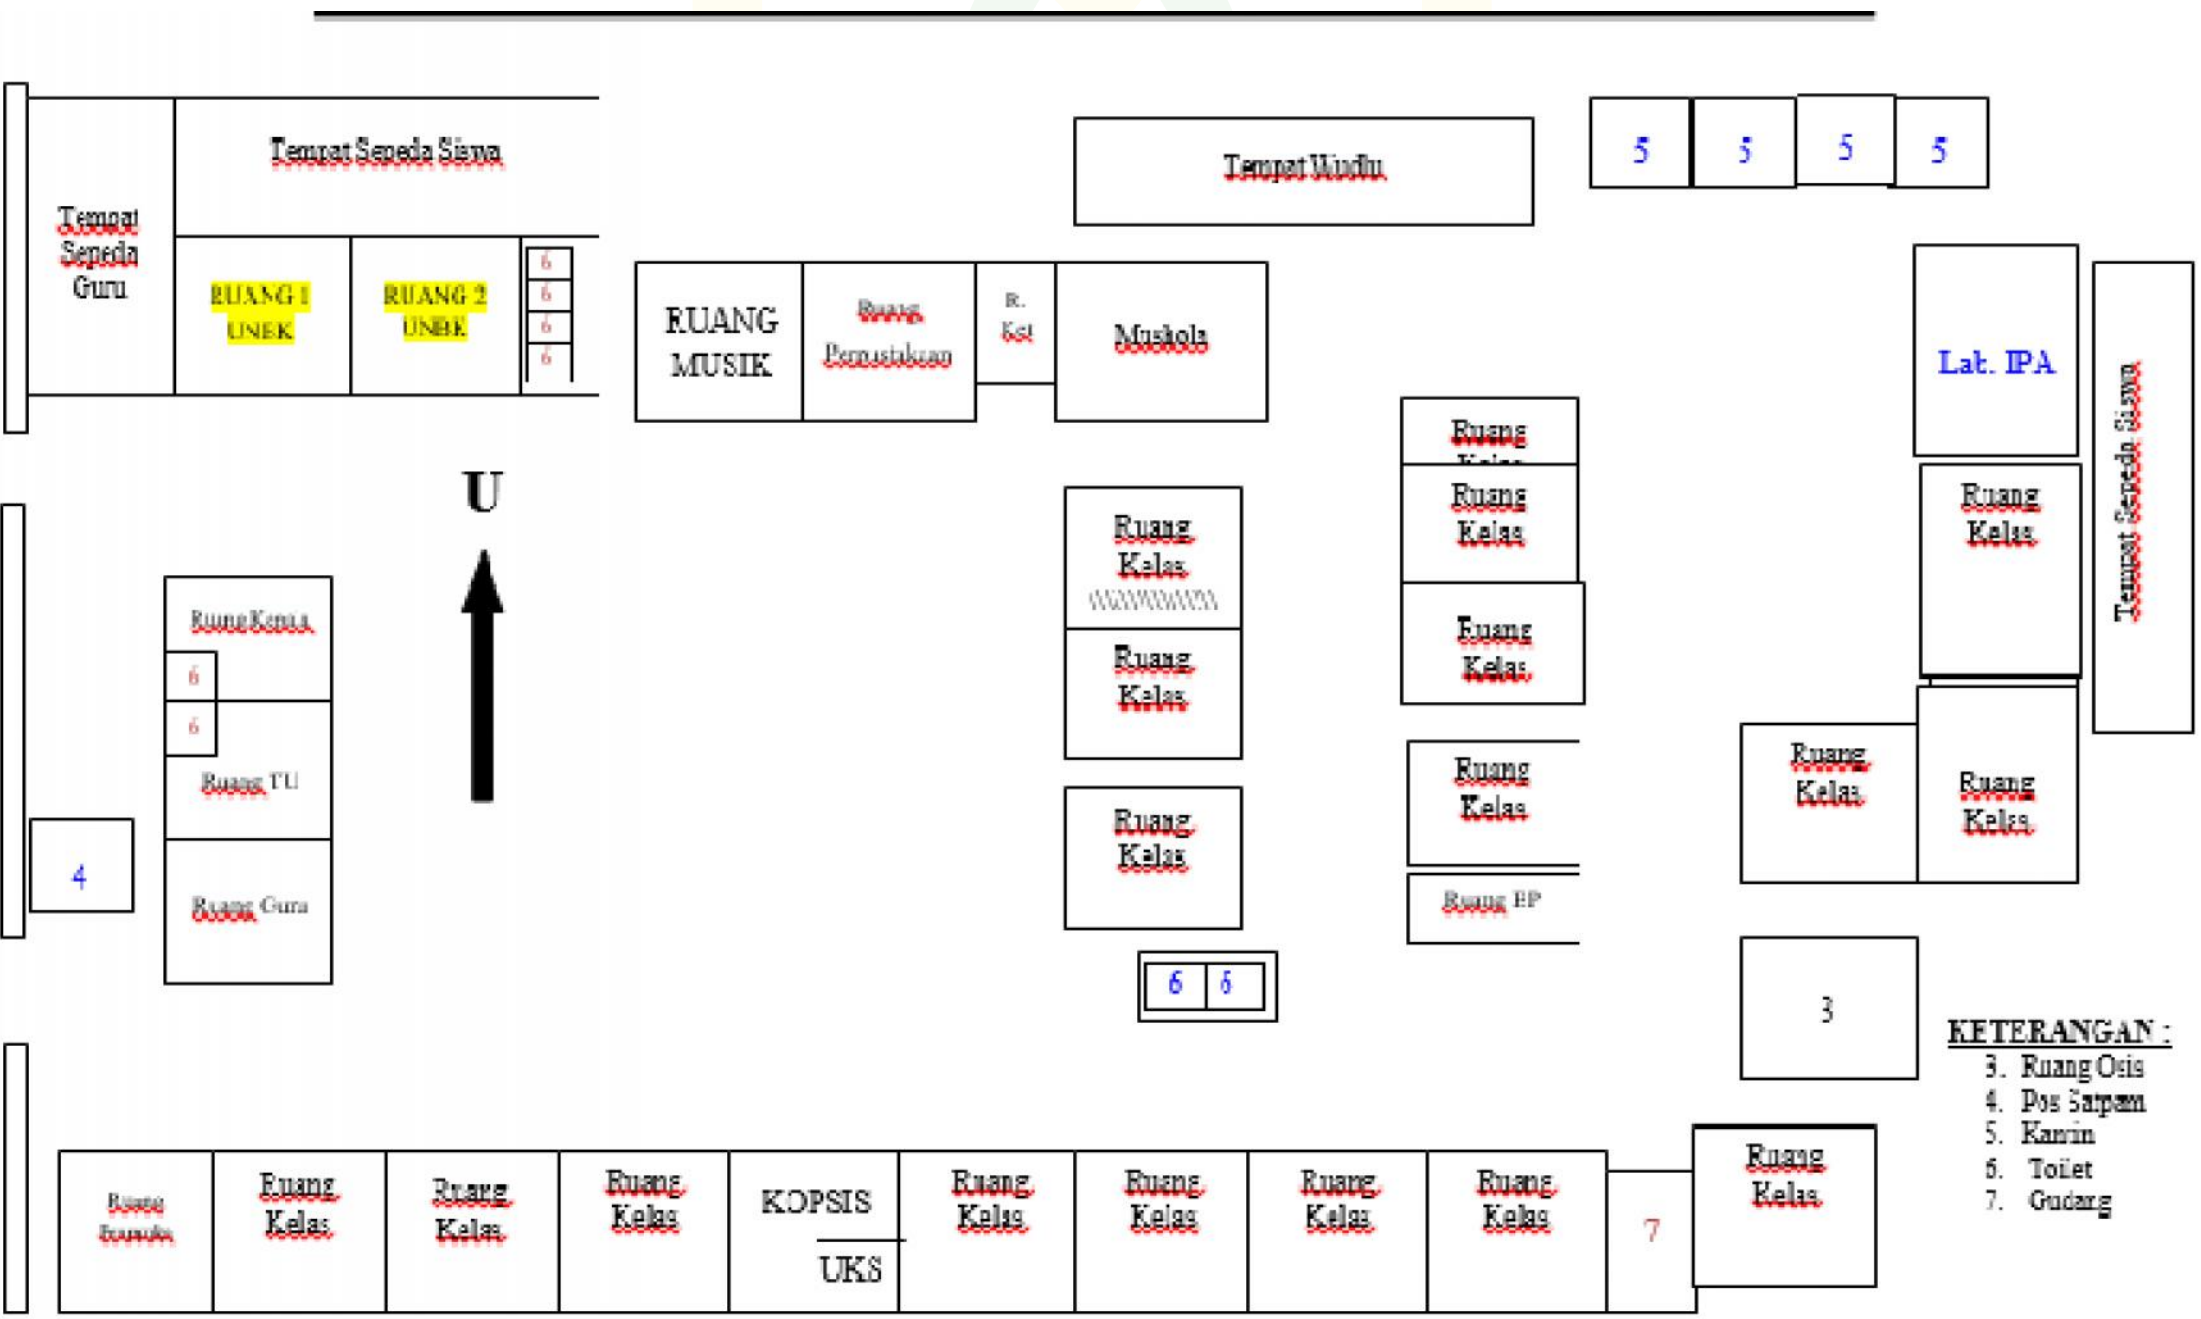 Tempat Sepeda Siswa
Tempat
Sepeda
Guru
RUANG 1
UNBK
RUANG 2
UNBK
6
6
6
6
Tempat Wudlu
5
5
5
5
RUANG
MUSIK
Ruang
Perpustakaan
R.
Mushola
Lab. IPA
Tempat Sepeda Siswa
U
Ruang
Kelas
Ruang
Kelas
Ruang
Kelas
Ruang
Kelas
Ruang
Kelas
Ruang
Kelas
Ruang
Kelas
Ruang
Kelas
Ruang BP
Ruang
Kelas
Ruang
Kelas
Ruang
Kelas
Ruang
6
6
Ruang TU
Ruang Guru
4
6 6
3
KETERANGAN :
3. Ruang Osis
4. Pos Satpam
5. Kantin
6. Toilet
7. Gudang
Ruang
Pramuka
Ruang
Kelas
Ruang
Kelas
Ruang
Kelas
KOPSIS
UKS
Ruang
Kelas
Ruang
Kelas
Ruang
Kelas
Ruang
Kelas
7
Ruang
Kelas